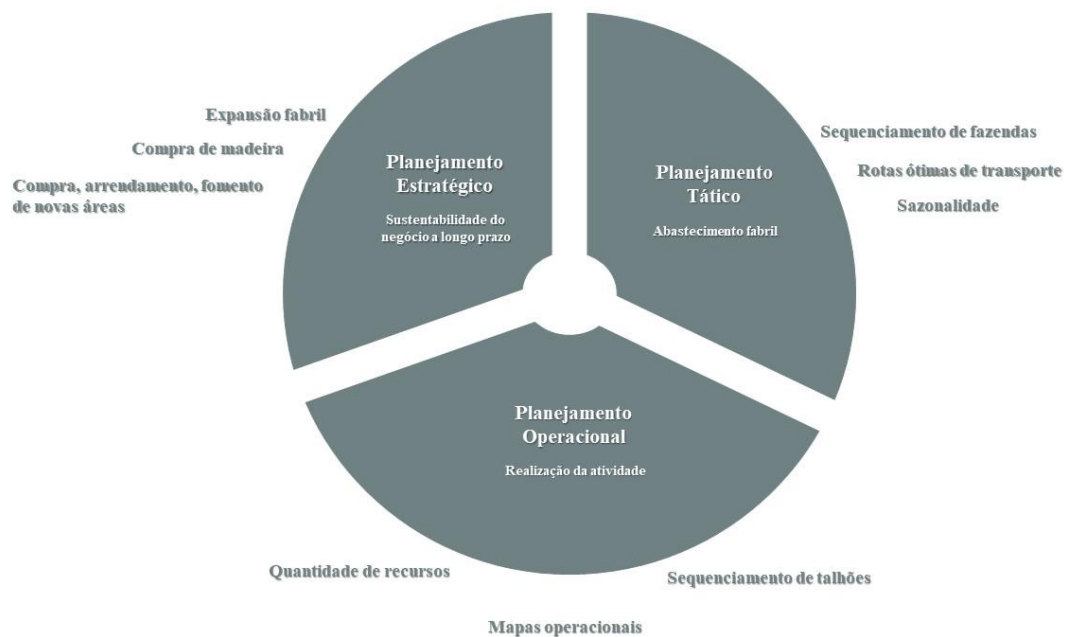 Expansão fabril
Compra de madeira
Compra, arrendamento, fomento
de novas áreas
Planejamento
Estratégico
Sustentabilidade do
negócio a longo prazo
Planejamento
Tático
Abastecimento fabril
Sequenciamento de fazendas
Rotas ótimas de transporte
Sazonalidade
Planejamento
Operacional
Realização da atividade
Quantidade de recursos
Mapas operacionais
Sequenciamento de talhões